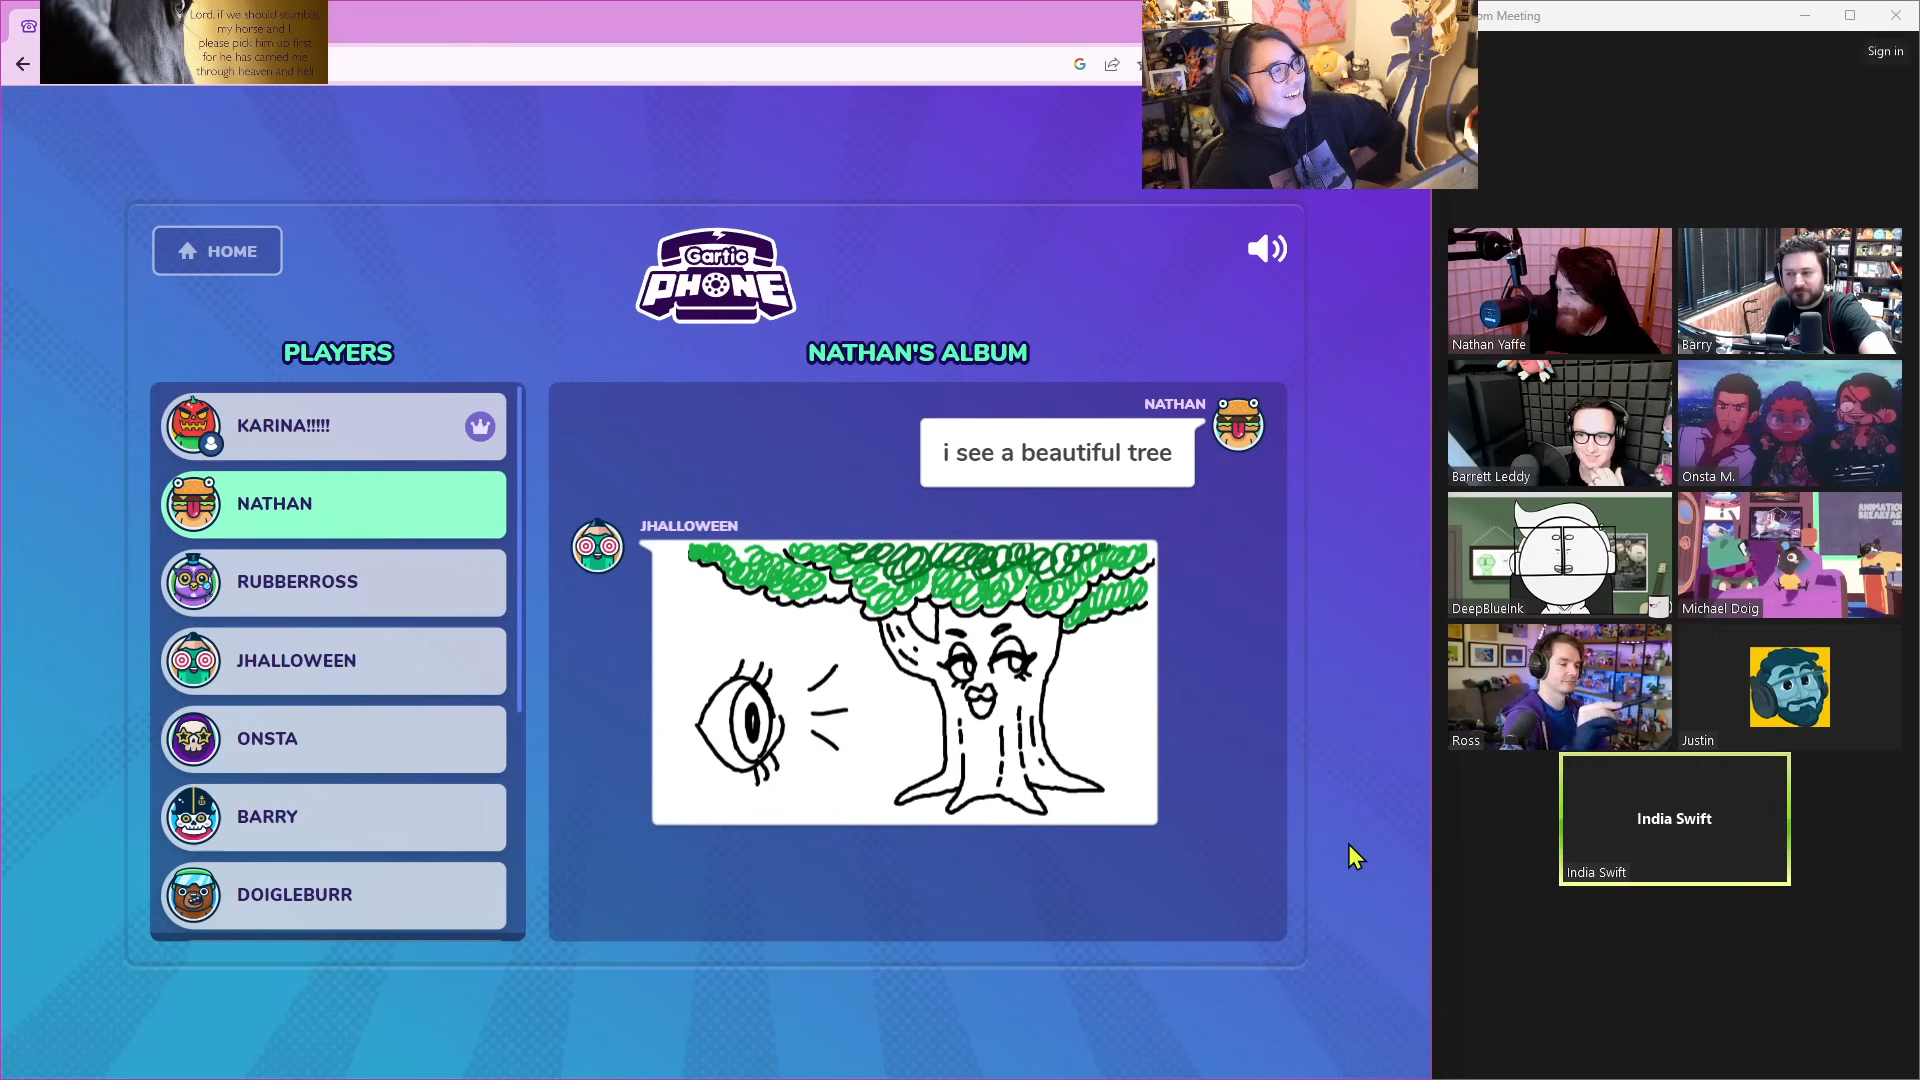 Lord, if we should stumble,
my horse and I,
please pick him up first,
for he has carried me
through heaven and hell
om Meeting
Sign in
HOME
Gartic
PHONE
PLAYERS
NATHAN'S ALBUM
KARINA!!!!!
NATHAN
RUBBERROSS
JHALLOWEEN
ONSTA
BARRY
DOIGLEBURR
NATHAN
i see a beautiful tree
JHALLOWEEN
Nathan Yaffe
Barry
Barrett Leddy
Onsta M.
DeepBlueInk
ANIMATION
BREAKFAST
Michael Doig
Ross
Justin
India Swift
India Swift